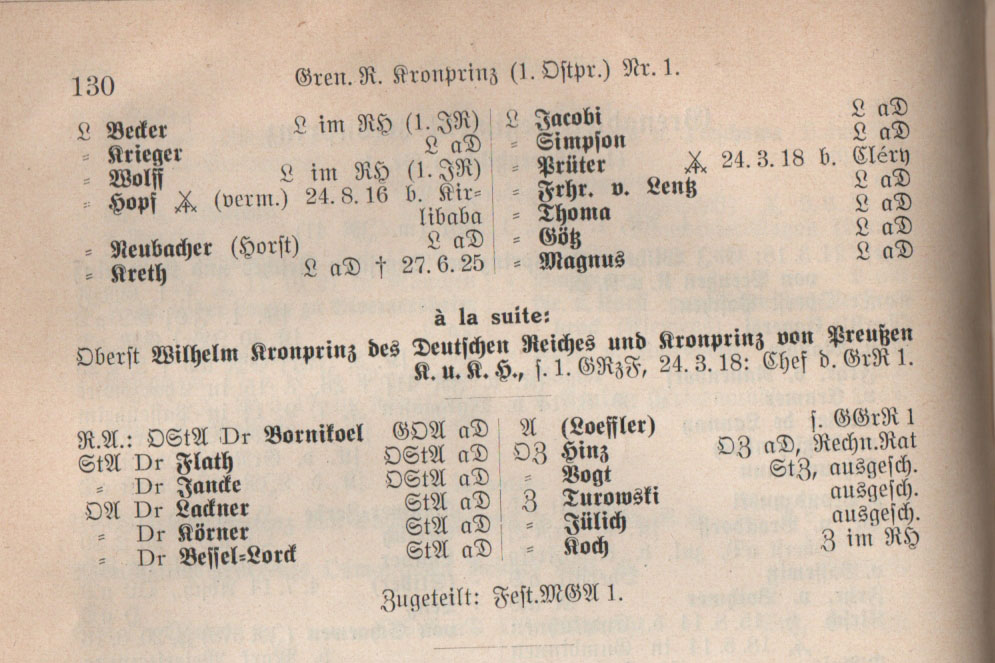 130
Gren. R. Kronprinz (1. Ostpr.) Nr. 1.
L Becker L im RH (1. JR)
" Krieger L aD
" Wolff L im RH (1. JR)
" Hopf ⚔ (verm.) 24. 8. 16 b. Kir-
libaba
" Neubacher (Horst) L aD
" Kreth L aD † 27. 6. 25
L Jacobi L aD
" Simpson L aD
" Prüter ⚔ 24. 3. 18 b. Cléry
" Frhr. v. Lentz L aD
" Thoma L aD
" Götz L aD
" Magnus L aD
à la suite:
Oberst Wilhelm Kronprinz des Deutschen Reiches und Kronprinz von Preußen
K. u. K. H., s. 1. GRzF, 24. 3. 18: Chef d. GrR 1.
R.A.: OStA Dr Bornikoel GOA aD
StA Dr Flath OStA aD
" Dr Jancke OStA aD
OA Dr Lackner StA aD
" Dr Körner StA aD
" Dr Bessel-Lorck StA aD
A (Loeffler) s. GGrR 1
OZ Hinz OZ aD, Rechn.Rat
" Vogt StZ, ausgesch.
Z Turowski ausgesch.
" Jülich ausgesch.
" Koch Z im RH
Zugeteilt: Fest.MGA 1.